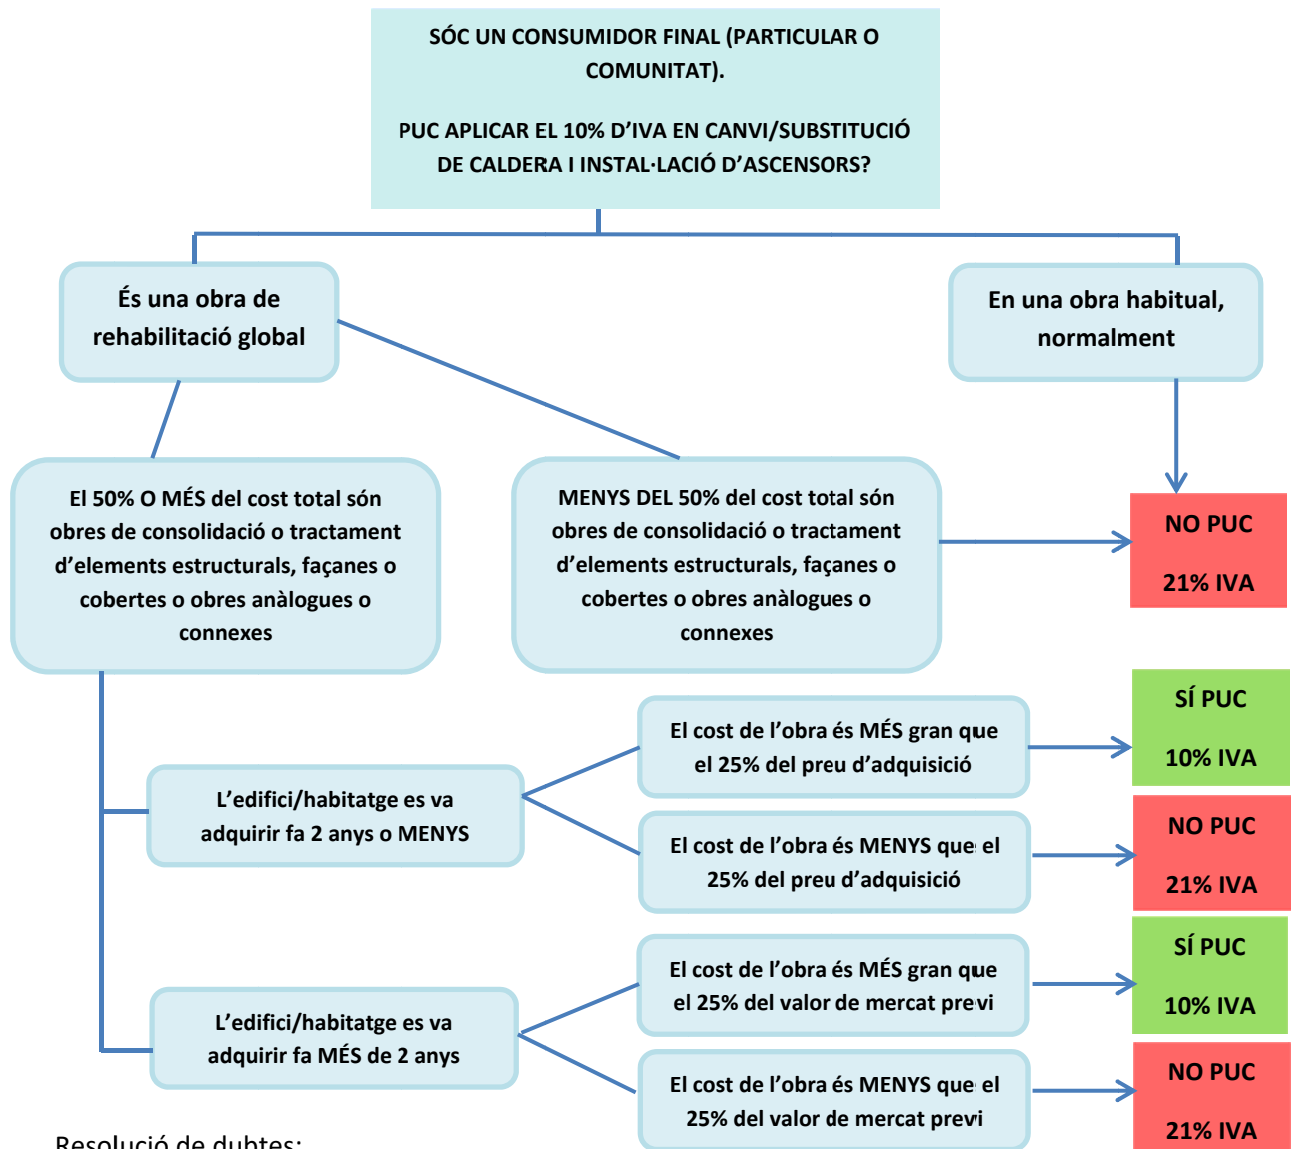 SÓC UN CONSUMIDOR FINAL (PARTICULAR O
COMUNITAT).
PUC APLICAR EL 10% D’IVA EN CANVI/SUBSTITUCIÓ
DE CALDERA I INSTAL·LACIÓ D’ASCENSORS?
És una obra de
rehabilitació global
En una obra habitual,
normalment
El 50% O MÉS del cost total són
obres de consolidació o tractament
d’elements estructurals, façanes o
cobertes o obres anàlogues o
connexes
MENYS DEL 50% del cost total són
obres de consolidació o tractament
d’elements estructurals, façanes o
cobertes o obres anàlogues o
connexes
NO PUC
21% IVA
L’edifici/habitatge es va
adquirir fa 2 anys o MENYS
El cost de l’obra és MÉS gran que
el 25% del preu d’adquisició
SÍ PUC
10% IVA
El cost de l’obra és MENYS que el
25% del preu d’adquisició
NO PUC
21% IVA
L’edifici/habitatge es va
adquirir fa MÉS de 2 anys
El cost de l’obra és MÉS gran que
el 25% del valor de mercat previ
SÍ PUC
10% IVA
El cost de l’obra és MENYS que el
25% del valor de mercat previ
NO PUC
21% IVA
Resolució de dubtes: